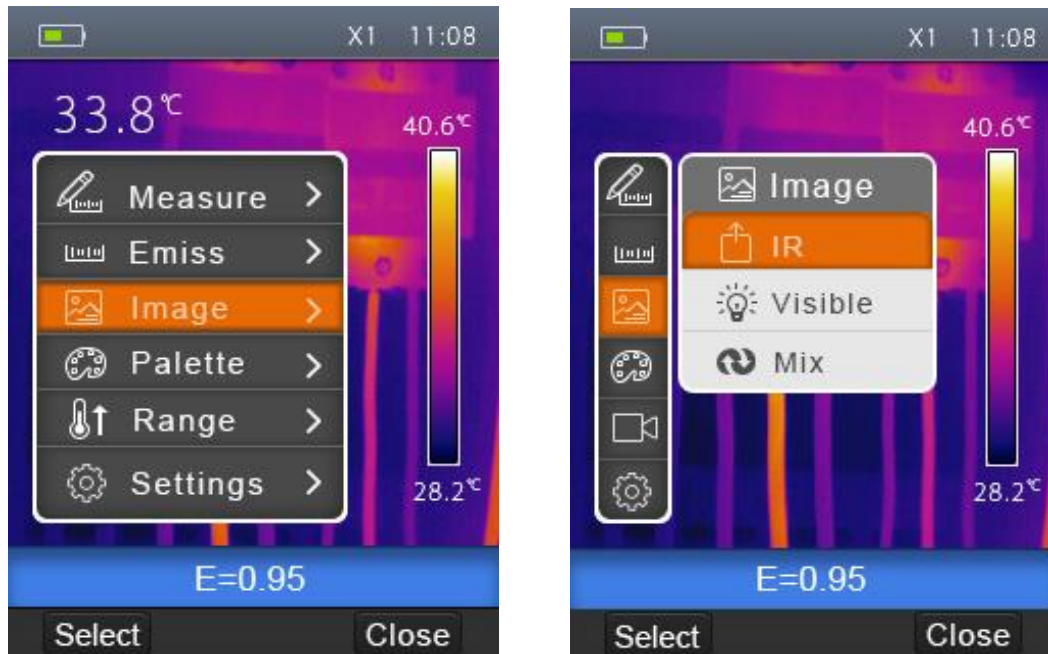 X1 11:08
33.8℃
40.6℃
Measure >
Emiss >
Image >
Palette >
Range >
Settings >
28.2℃
E=0.95
Select Close
X1 11:08
40.6℃
Image
IR
Visible
Mix
28.2℃
E=0.95
Select Close